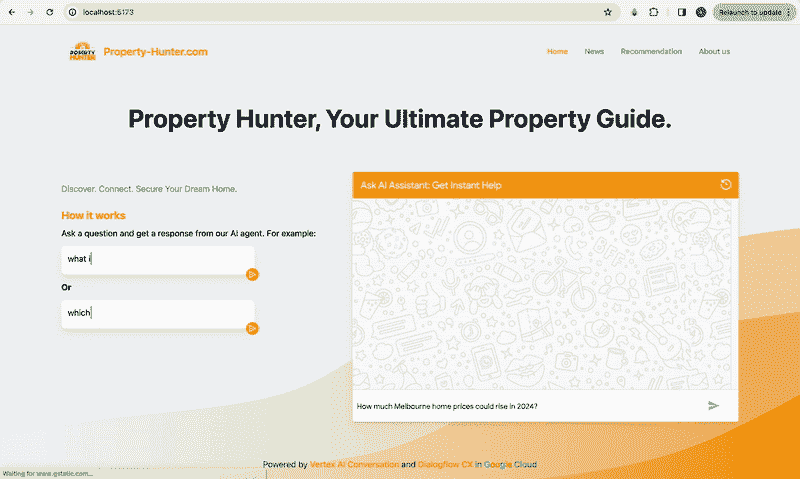 localhost:5173
Relaunch to update
PROPERTY
HUNTER
Property-Hunter.com
Home
News
Recommendation
About us
Property Hunter, Your Ultimate Property Guide.
Discover. Connect. Secure Your Dream Home.
How it works
Ask a question and get a response from our AI agent. For example:
what i
Or
which
Ask AI Assistant: Get Instant Help
How much Melbourne home prices could rise in 2024?
Powered by Vertex AI Conversation and Dialogflow CX in Google Cloud
Waiting for www.gstatic.com...